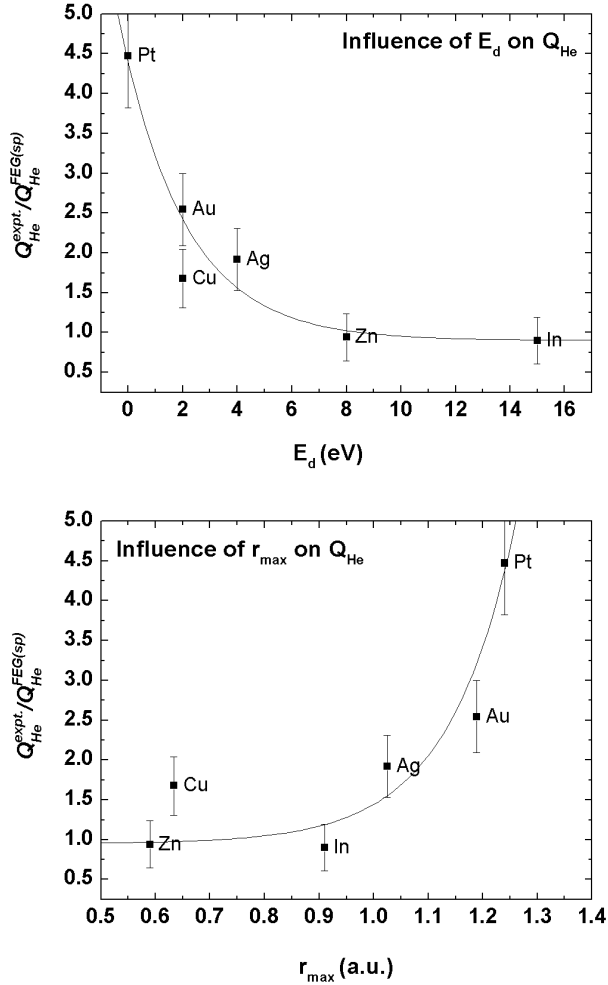 Influence of E_d on Q_He
5.0
4.5
4.0
3.5
3.0
2.5
2.0
1.5
1.0
0.5
Q_He^expt./Q_He^FEG(sp)
Pt
Au
Cu
Ag
Zn
In
0 2 4 6 8 10 12 14 16
E_d (eV)
Influence of r_max on Q_He
5.0
4.5
4.0
3.5
3.0
2.5
2.0
1.5
1.0
0.5
Q_He^expt./Q_He^FEG(sp)
Pt
Au
Ag
Cu
Zn
In
0.5 0.6 0.7 0.8 0.9 1.0 1.1 1.2 1.3 1.4
r_max (a.u.)